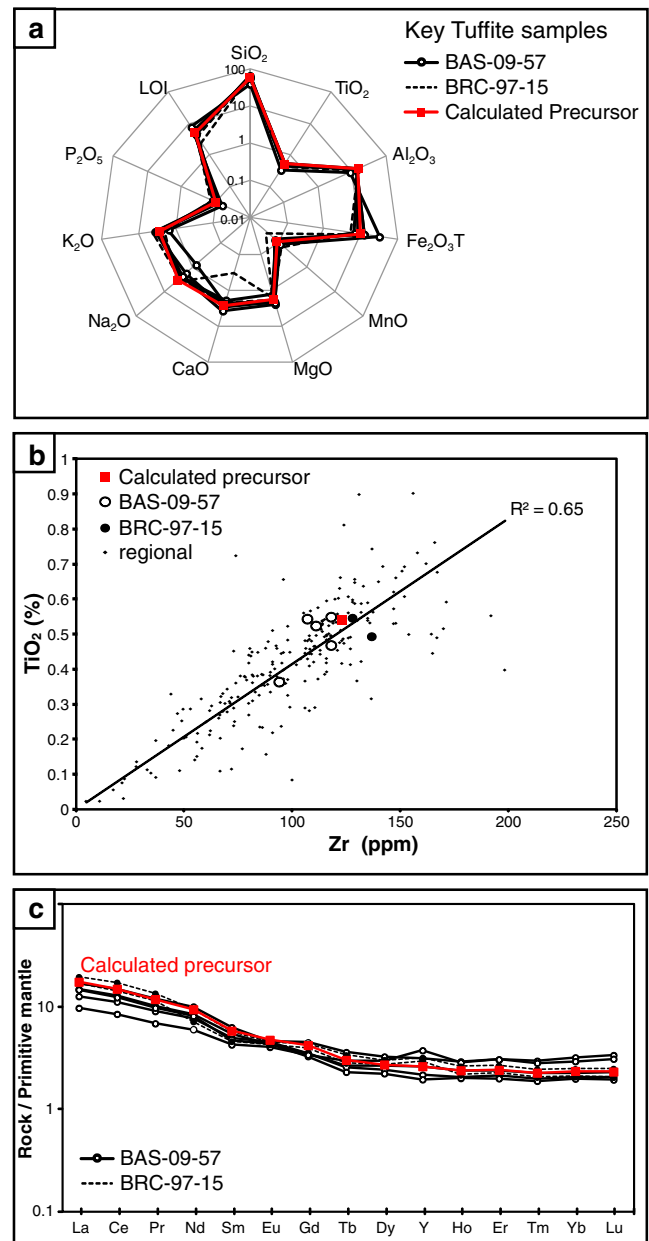 a
Key Tuffite samples
BAS-09-57
BRC-97-15
Calculated Precursor
SiO₂
TiO₂
Al₂O₃
Fe₂O₃T
MnO
MgO
CaO
Na₂O
K₂O
P₂O₅
LOI
100
10
1
0.1
0.01
b
Calculated precursor
BAS-09-57
BRC-97-15
regional
R² = 0.65
TiO₂ (%)
1
0.9
0.8
0.7
0.6
0.5
0.4
0.3
0.2
0.1
0
0 50 100 150 200 250
Zr (ppm)
c
Calculated precursor
Rock / Primitive mantle
10
1
0.1
BAS-09-57
BRC-97-15
La Ce Pr Nd Sm Eu Gd Tb Dy Y Ho Er Tm Yb Lu